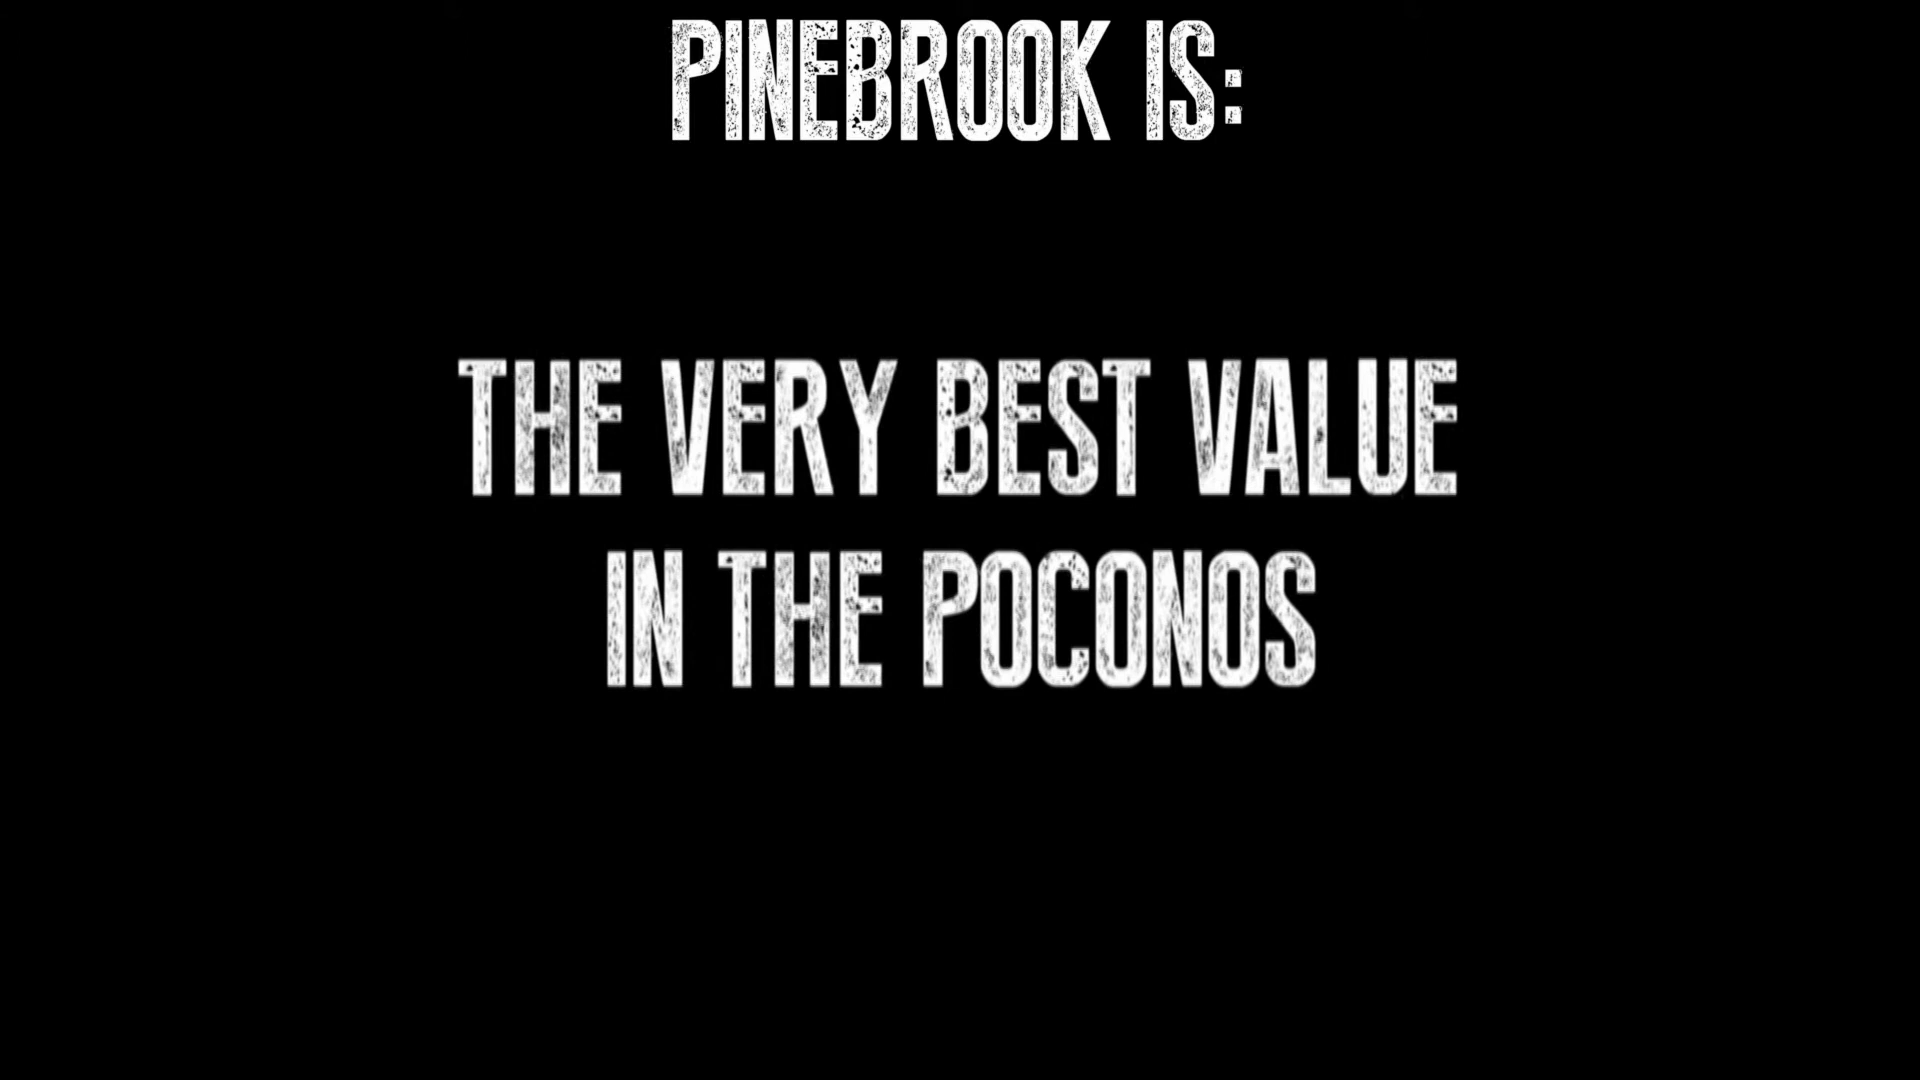 PINEBROOK IS:
THE VERY BEST VALUE
IN THE POCONOS